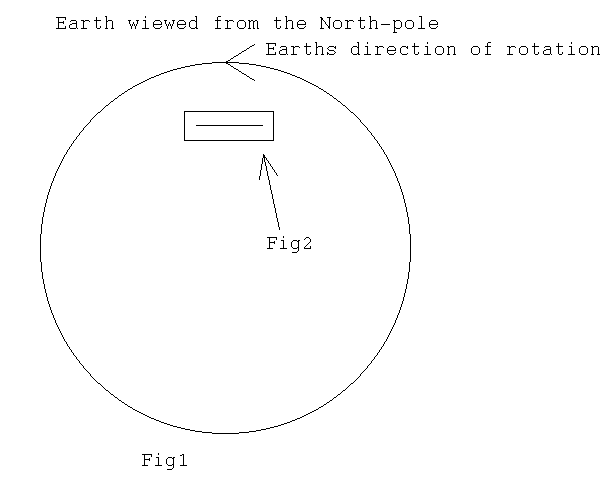 Earth wiewed from the North-pole
Earths direction of rotation
Fig2
Fig1